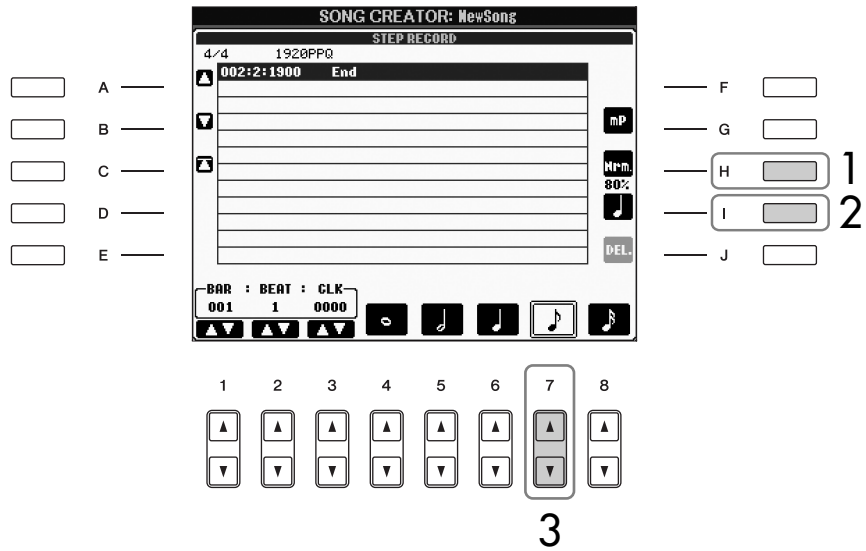 SONG CREATOR: NewSong
STEP RECORD
4/4 1920PPQ
002:2:1900 End
A
B
C
D
E
mP
Nrm.
80%
DEL.
F
G
H 1
I 2
J
BAR : BEAT : CLK
001 1 0000
1 2 3 4 5 6 7 8
3